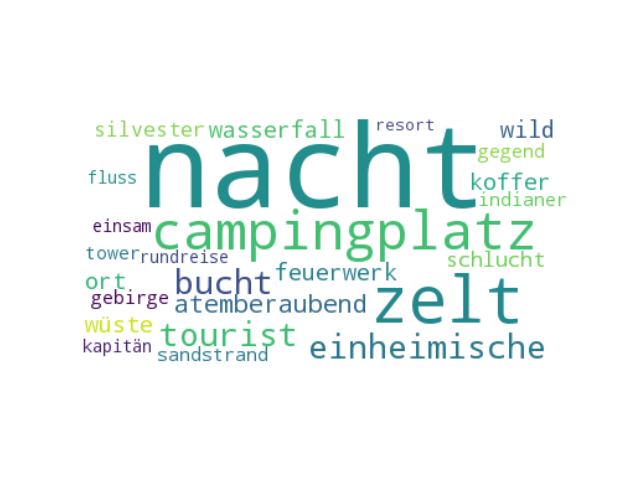 silvester wasserfall resort wild
nacht
gegend
fluss
koffer
indianer
einsam campingplatz
tower rundreise
schlucht
ort bucht feuerwerk
gebirge atemberaubend zelt
wüste tourist
kapitän sandstrand einheimische